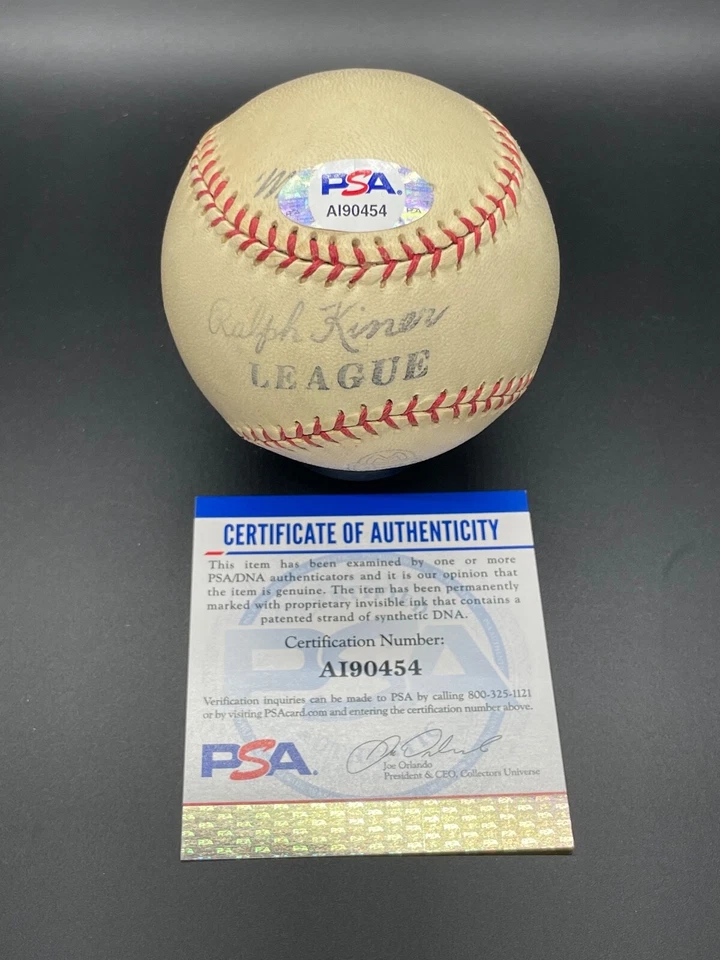 PSA
AI90454
Ralph Kiner
LEAGUE
CERTIFICATE OF AUTHENTICITY
This item has been examined by one or more
PSA/DNA authenticators and it is our opinion that
the item is genuine. The item has been permanently
marked with proprietary invisible ink that contains a
patented strand of synthetic DNA.
Certification Number:
AI90454
Verification inquiries can be made to PSA by calling 800-325-1121
or by visiting PSAcard.com and entering the certification number above.
PSA
Joe Orlando
President & CEO, Collectors Universe